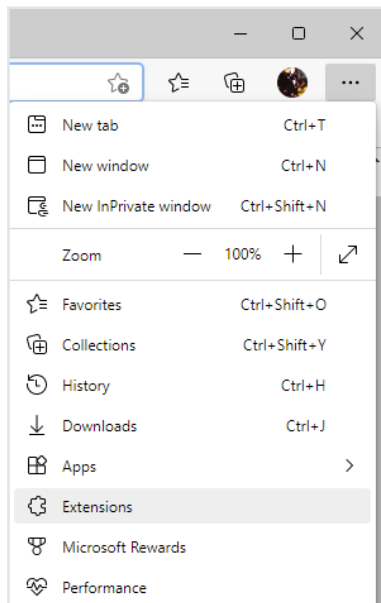 New tab Ctrl+T
New window Ctrl+N
New InPrivate window Ctrl+Shift+N
Zoom 100%
Favorites Ctrl+Shift+O
Collections Ctrl+Shift+Y
History Ctrl+H
Downloads Ctrl+J
Apps
Extensions
Microsoft Rewards
Performance